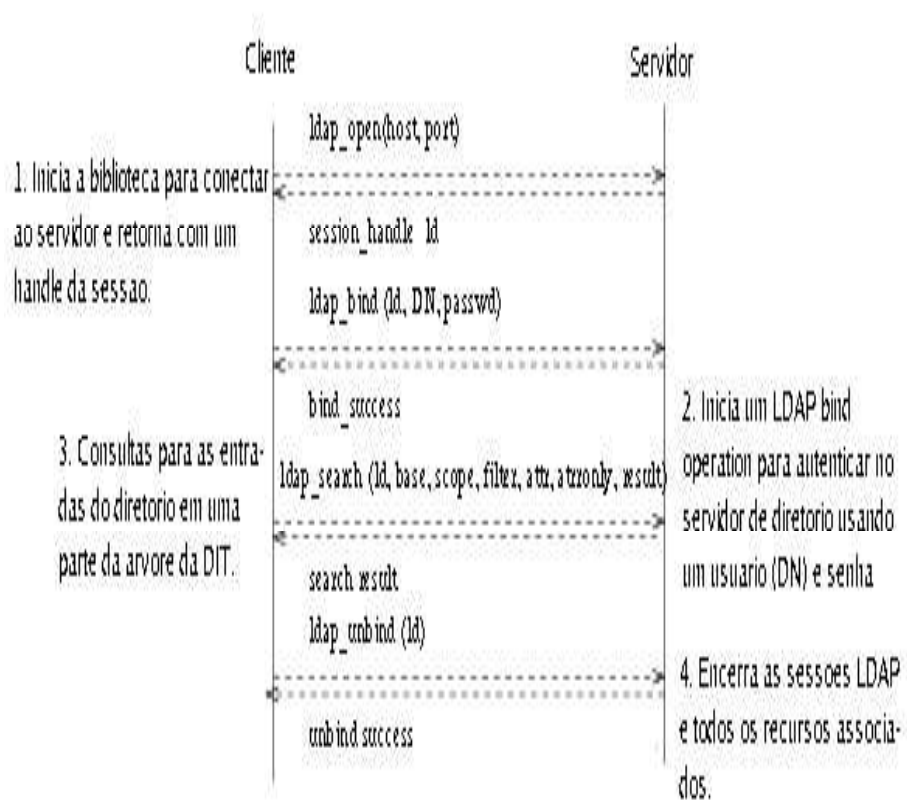 Cliente
Servidor
ldap_open(host, port)
1. Inicia a biblioteca para conectar
ao servidor e retorna com um
handle da sessao.
session_handle ld
ldap_bind (ld, DN, passwd)
bind_success
2. Inicia um LDAP bind
operation para autenticar no
servidor de diretorio usando
um usuario (DN) e senha
3. Consultas para as entra-
das do diretorio em uma
parte da arvore da DIT.
ldap_search (ld, base, scope, filter, attr, attronly, result)
search result
ldap_unbind (ld)
4. Encerra as sessoes LDAP
e todos os recursos associa-
dos.
unbind success